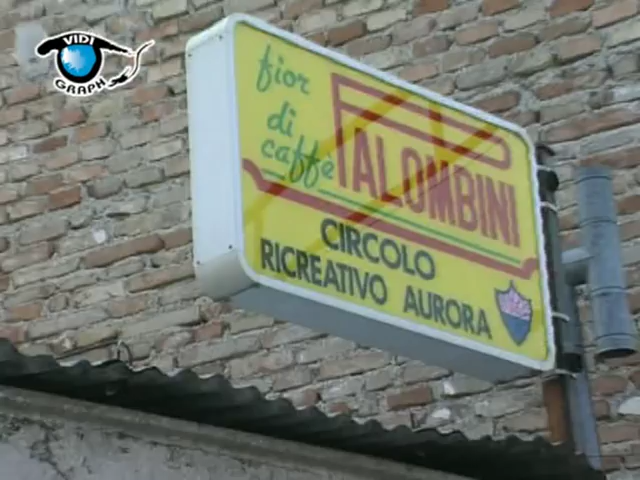 VIDI
GRAPH
fior
di
caffè
PALOMBINI
CIRCOLO
RICREATIVO AURORA